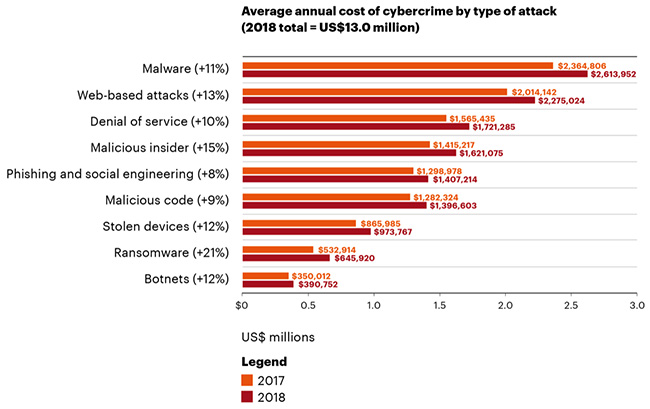 Average annual cost of cybercrime by type of attack
(2018 total = US$13.0 million)
Malware (+11%)
$2,364,806
$2,613,952
Web-based attacks (+13%)
$2,014,142
$2,275,024
Denial of service (+10%)
$1,565,435
$1,721,285
Malicious insider (+15%)
$1,415,217
$1,621,075
Phishing and social engineering (+8%)
$1,298,978
$1,407,214
Malicious code (+9%)
$1,282,324
$1,396,603
Stolen devices (+12%)
$865,985
$973,767
Ransomware (+21%)
$532,914
$645,920
Botnets (+12%)
$350,012
$390,752
$0 0.5 1.0 1.5 2.0 2.5 3.0
US$ millions
Legend
2017
2018